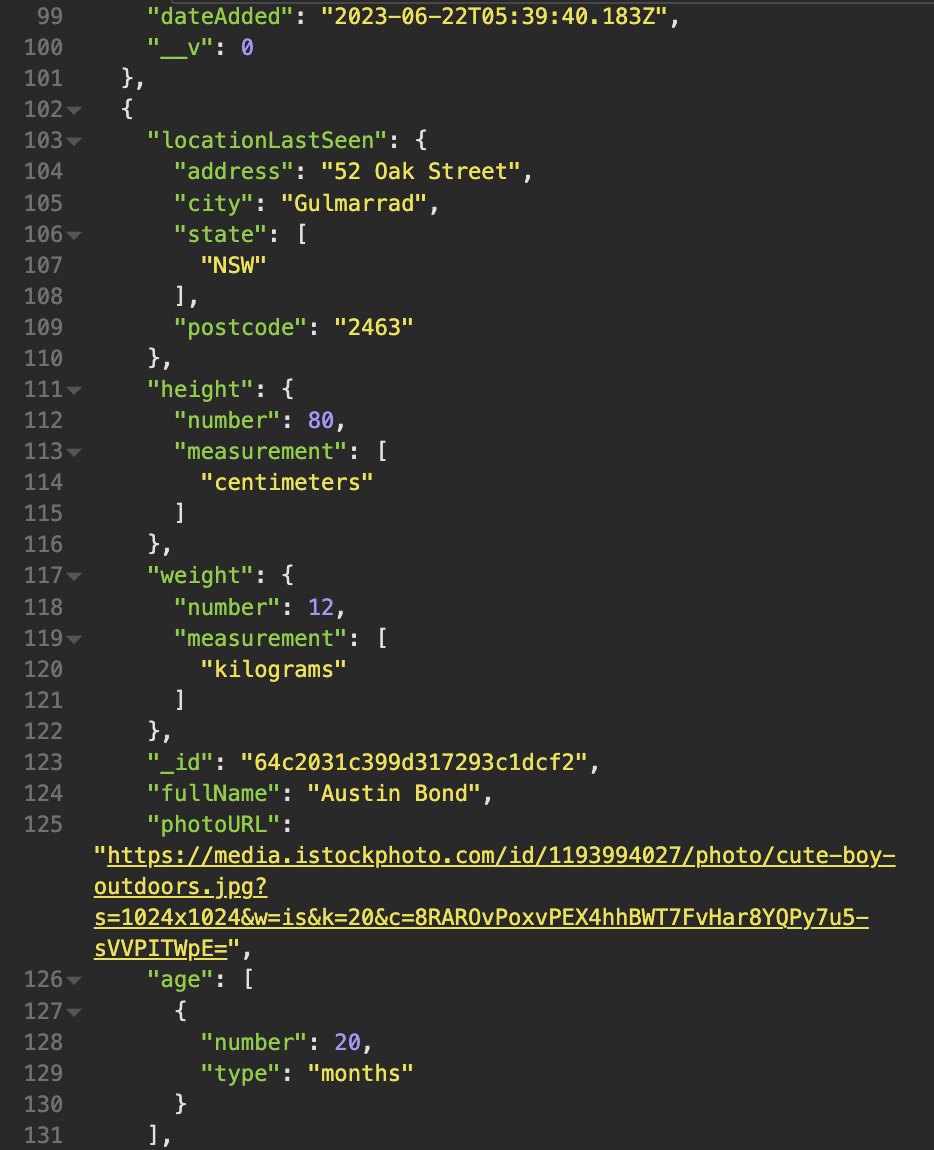 99 "dateAdded": "2023-06-22T05:39:40.183Z",
100 "__v": 0
101 },
102 {
103 "locationLastSeen": {
104 "address": "52 Oak Street",
105 "city": "Gulmarrad",
106 "state": [
107 "NSW"
108 ],
109 "postcode": "2463"
110 },
111 "height": {
112 "number": 80,
113 "measurement": [
114 "centimeters"
115 ]
116 },
117 "weight": {
118 "number": 12,
119 "measurement": [
120 "kilograms"
121 ]
122 },
123 "_id": "64c2031c399d317293c1dcf2",
124 "fullName": "Austin Bond",
125 "photoURL":
"https://media.istockphoto.com/id/1193994027/photo/cute-boy-
outdoors.jpg?
s=1024x1024&w=is&k=20&c=8RAROvPoxvPEX4hhBWT7FvHar8YQPy7u5-
sVVPITWpE=",
126 "age": [
127 {
128 "number": 20,
129 "type": "months"
130 }
131 ],